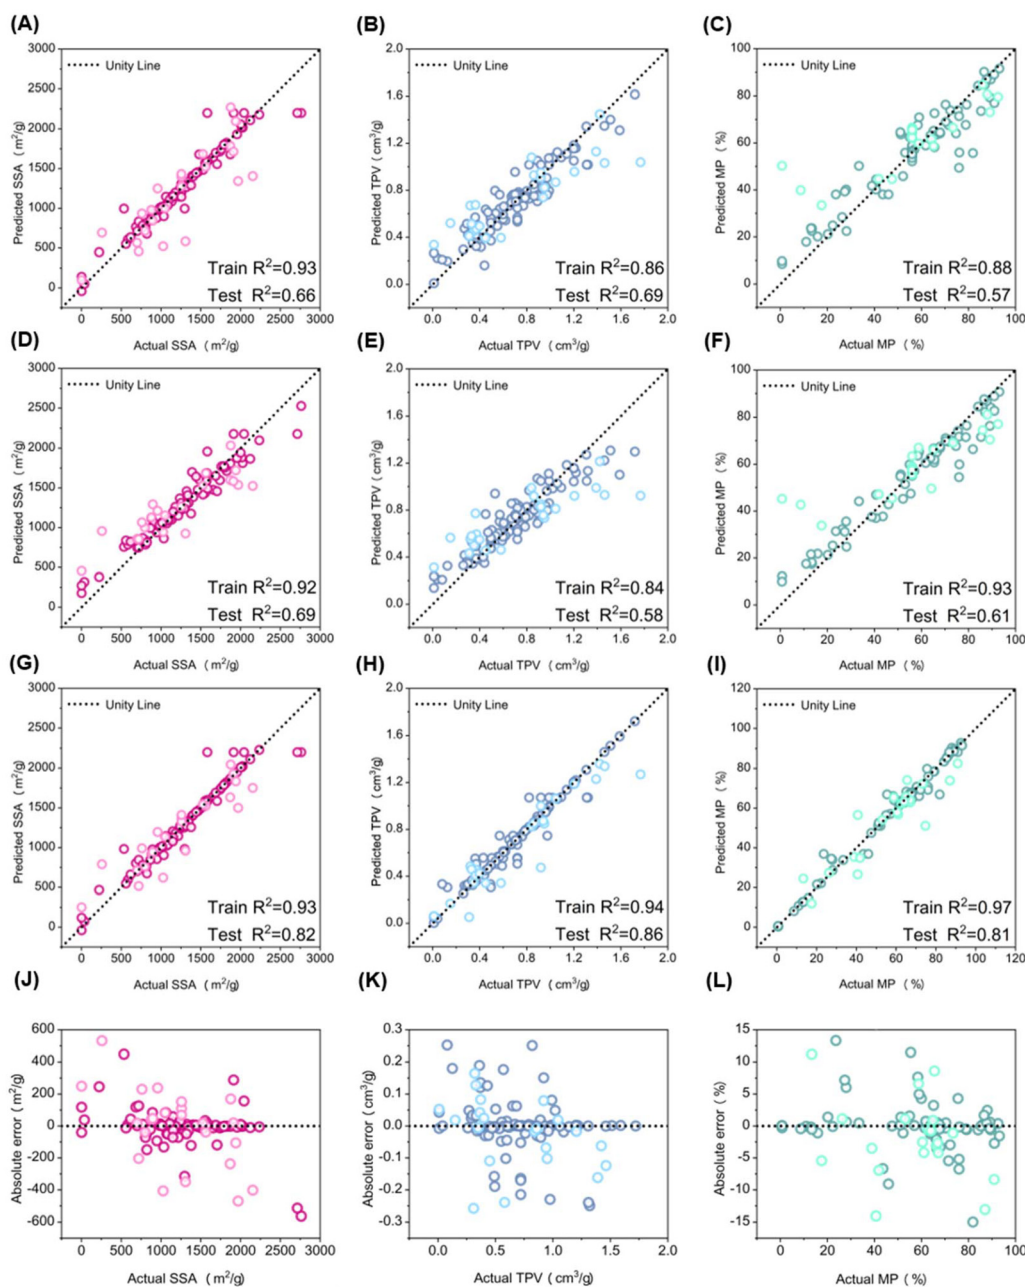 (A)
3000
2500
2000
1500
1000
500
0
Predicted SSA (m²/g)
Unity Line
Train R²=0.93
Test R²=0.66
0 500 1000 1500 2000 2500 3000
Actual SSA (m²/g)
(B)
2.0
1.6
1.2
0.8
0.4
0.0
Predicted TPV (cm³/g)
Unity Line
Train R²=0.86
Test R²=0.69
0.0 0.4 0.8 1.2 1.6 2.0
Actual TPV (cm³/g)
(C)
100
80
60
40
20
0
Predicted MP (%)
Unity Line
Train R²=0.88
Test R²=0.57
0 20 40 60 80 100
Actual MP (%)
(D)
3000
2500
2000
1500
1000
500
0
Predicted SSA (m²/g)
Unity Line
Train R²=0.92
Test R²=0.69
0 500 1000 1500 2000 2500 3000
Actual SSA (m²/g)
(E)
2.0
1.6
1.2
0.8
0.4
0.0
Predicted TPV (cm³/g)
Unity Line
Train R²=0.84
Test R²=0.58
0.0 0.4 0.8 1.2 1.6 2.0
Actual TPV (cm³/g)
(F)
100
80
60
40
20
0
Predicted MP (%)
Unity Line
Train R²=0.93
Test R²=0.61
0 20 40 60 80 100
Actual MP (%)
(G)
3000
2500
2000
1500
1000
500
0
Predicted SSA (m²/g)
Unity Line
Train R²=0.93
Test R²=0.82
0 500 1000 1500 2000 2500 3000
Actual SSA (m²/g)
(H)
2.0
1.6
1.2
0.8
0.4
0.0
Predicted TPV (cm³/g)
Unity Line
Train R²=0.94
Test R²=0.86
0.0 0.4 0.8 1.2 1.6 2.0
Actual TPV (cm³/g)
(I)
120
100
80
60
40
20
0
Predicted MP (%)
Unity Line
Train R²=0.97
Test R²=0.81
0 20 40 60 80 100 120
Actual MP (%)
(J)
600
400
200
0
-200
-400
-600
Absolute error (m²/g)
0 500 1000 1500 2000 2500 3000
Actual SSA (m²/g)
(K)
0.3
0.2
0.1
0.0
-0.1
-0.2
-0.3
Absolute error (cm³/g)
0.0 0.5 1.0 1.5 2.0
Actual TPV (cm³/g)
(L)
15
10
5
0
-5
-10
-15
Absolute error (%)
0 20 40 60 80 100
Actual MP (%)